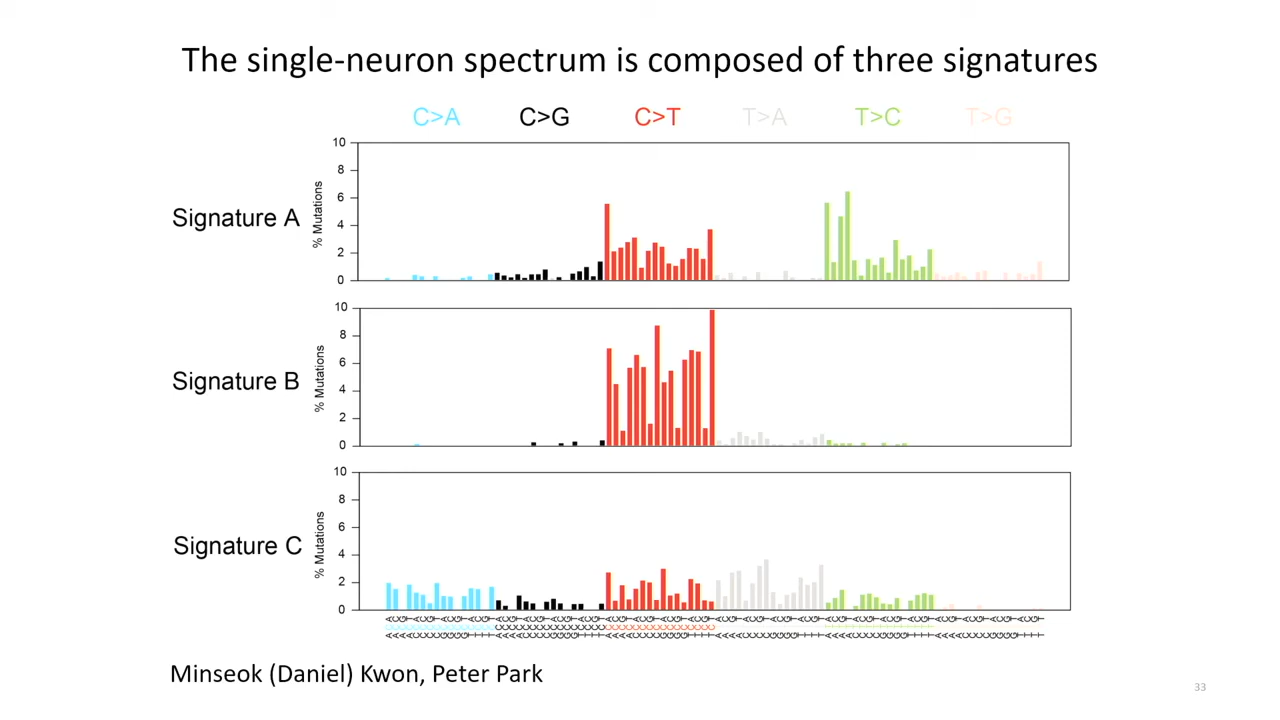 The single-neuron spectrum is composed of three signatures
C>A C>G C>T T>A T>C T>G
10
8
6
4
2
0
% Mutations
Signature A
10
8
6
4
2
0
% Mutations
Signature B
10
8
6
4
2
0
% Mutations
Signature C
Minseok (Daniel) Kwon, Peter Park
33